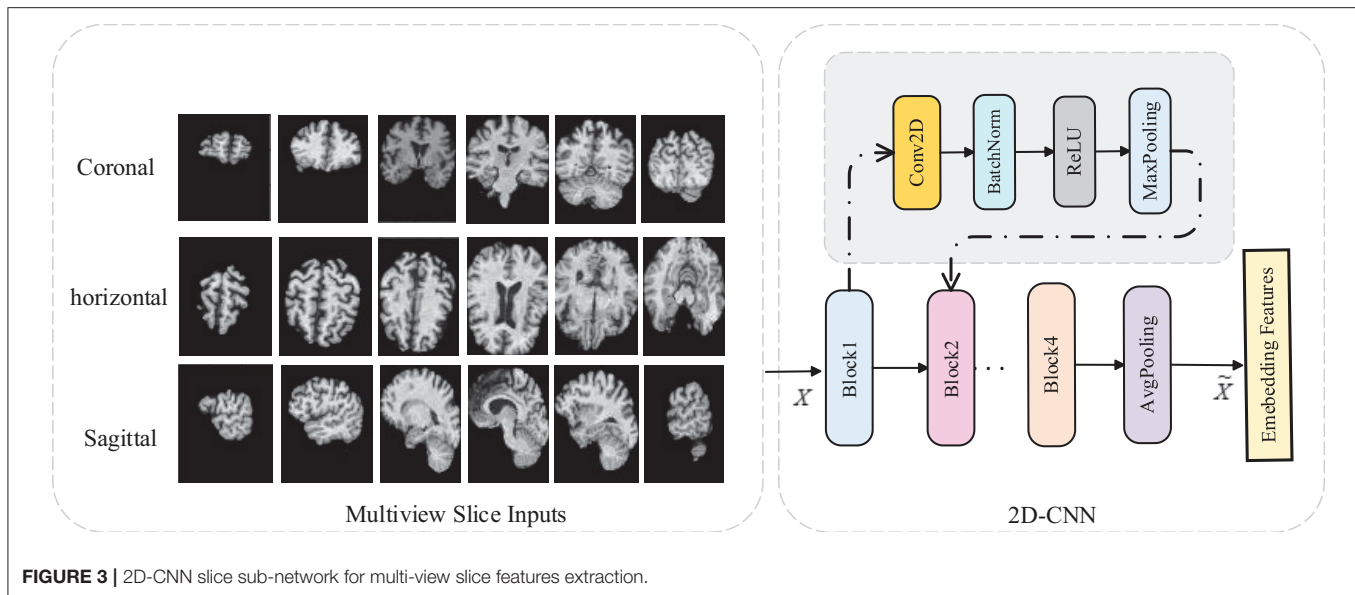 Coronal
horizontal
Sagittal
Multiview Slice Inputs
Conv2D
BatchNorm
ReLU
MaxPooling
X
Block1
Block2
...
Block4
AvgPooling
X̃
Emebedding Features
2D-CNN
FIGURE 3 | 2D-CNN slice sub-network for multi-view slice features extraction.